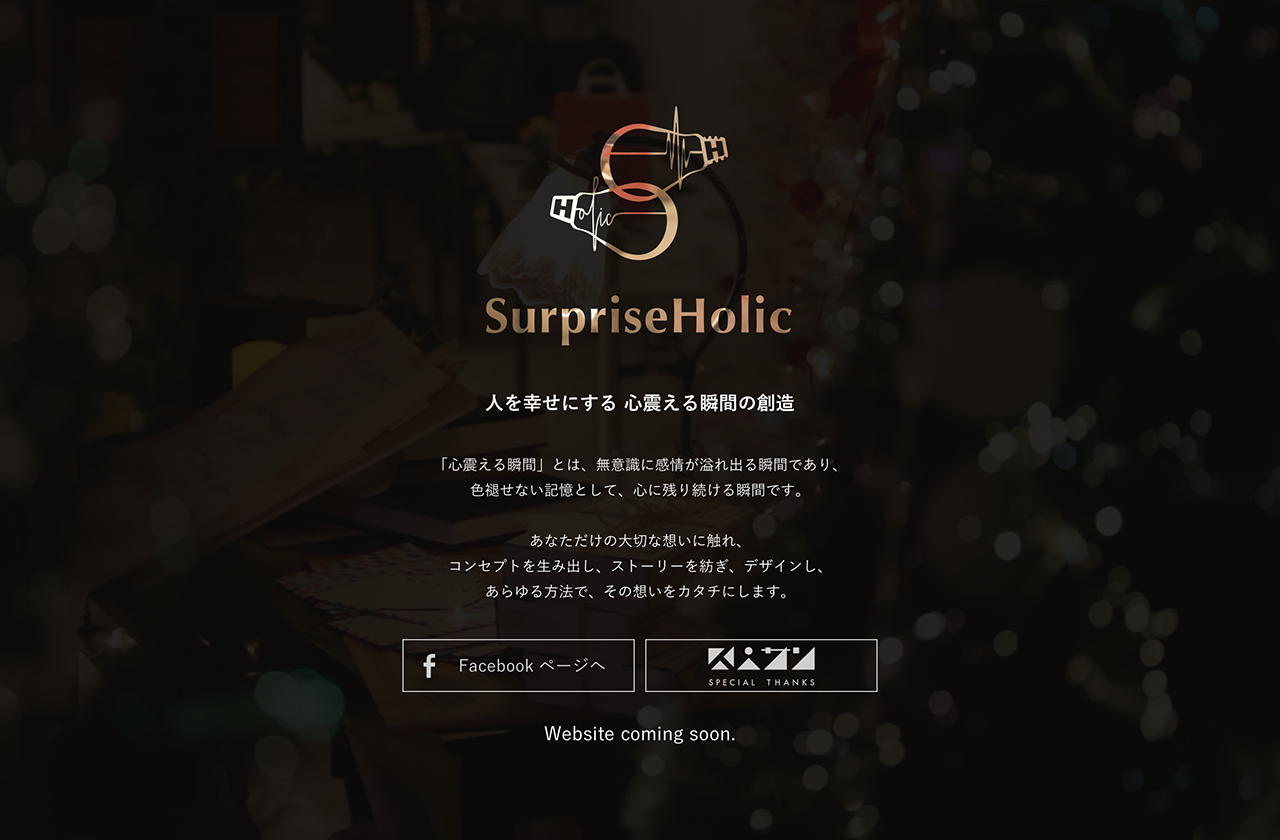 Holic
H
SurpriseHolic
人を幸せにする 心震える瞬間の創造
「心震える瞬間」とは、無意識に感情が溢れ出る瞬間であり、
色褪せない記憶として、心に残り続ける瞬間です。
あなただけの大切な想いに触れ、
コンセプトを生み出し、ストーリーを紡ぎ、デザインし、
あらゆる方法で、その想いをカタチにします。
f Facebook ページへ
スペサン
SPECIAL THANKS
Website coming soon.